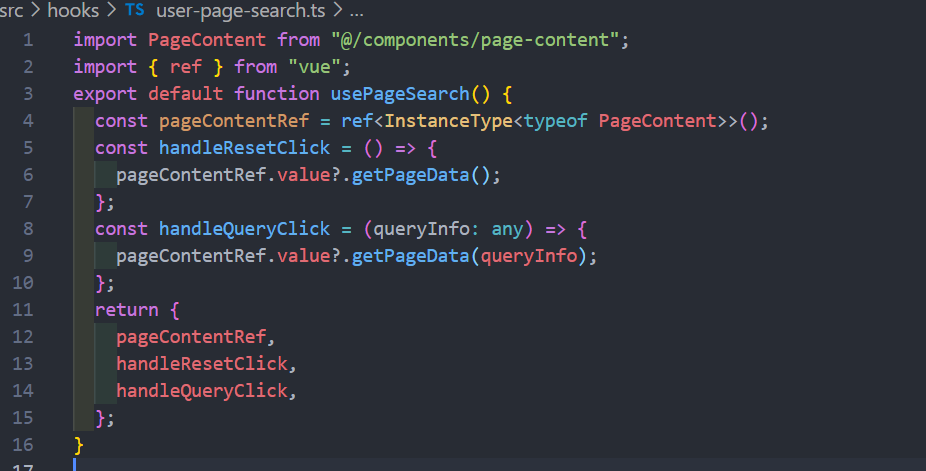 src > hooks > TS user-page-search.ts > ...
1 import PageContent from "@/components/page-content";
2 import { ref } from "vue";
3 export default function usePageSearch() {
4   const pageContentRef = ref<InstanceType<typeof PageContent>>();
5   const handleResetClick = () => {
6     pageContentRef.value?.getPageData();
7   };
8   const handleQueryClick = (queryInfo: any) => {
9     pageContentRef.value?.getPageData(queryInfo);
10   };
11   return {
12     pageContentRef,
13     handleResetClick,
14     handleQueryClick,
15   };
16 }
17